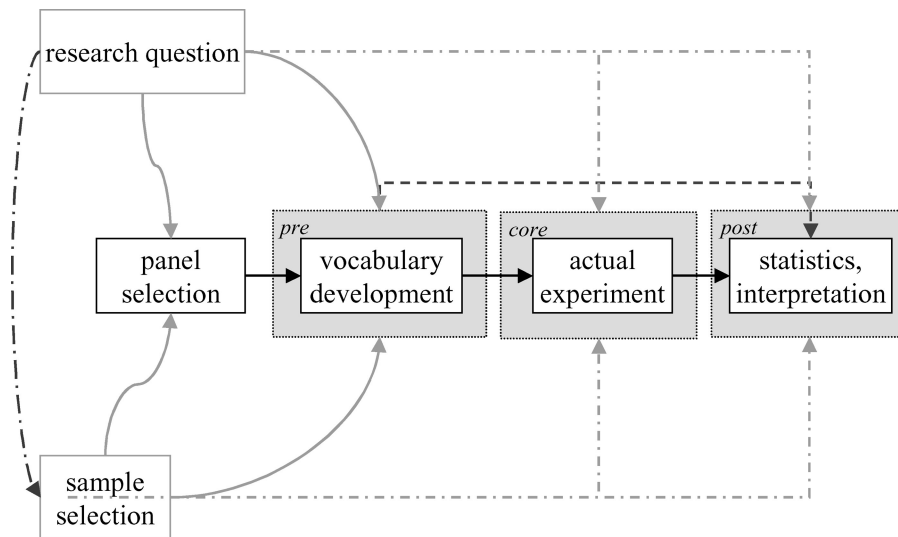 research question
pre
core
post
panel
selection
vocabulary
development
actual
experiment
statistics,
interpretation
sample
selection